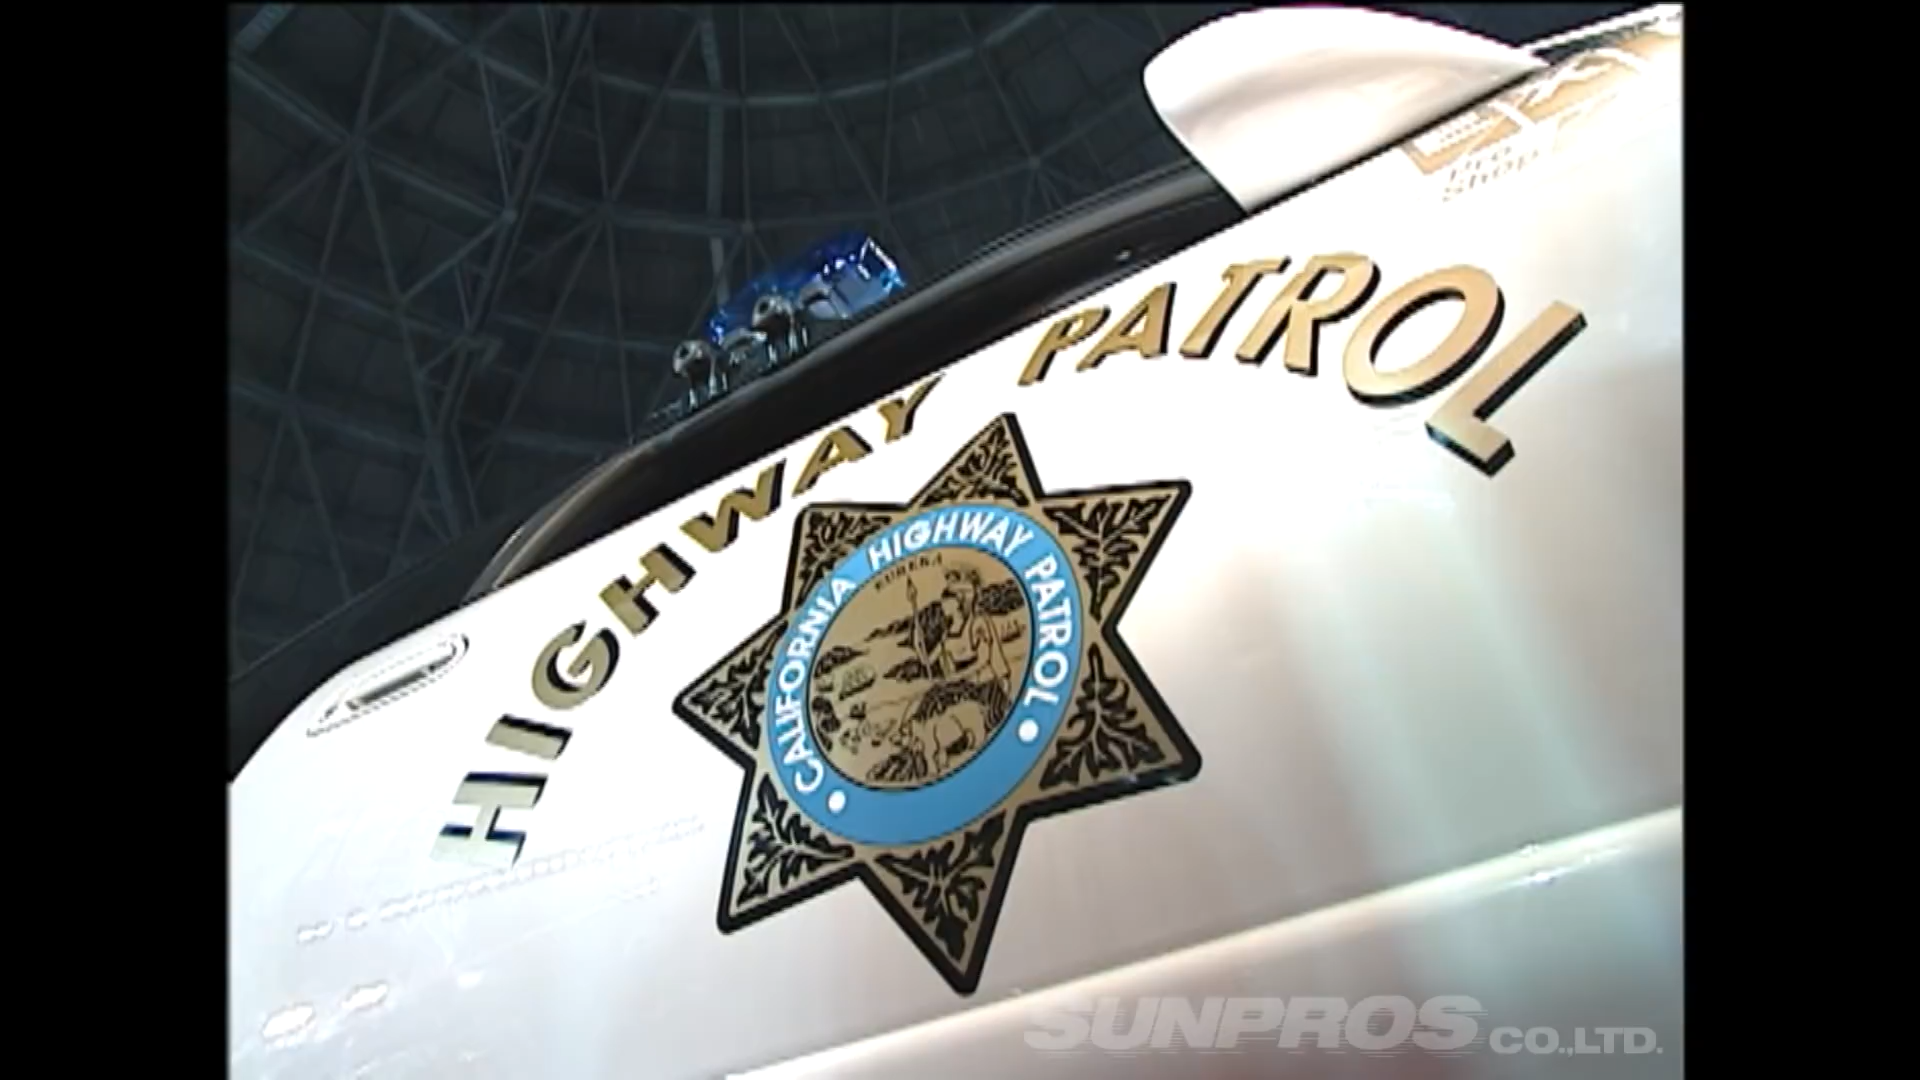 HIGHWAY PATROL
CALIFORNIA HIGHWAY PATROL
EUREKA
SUNPROS CO.,LTD.